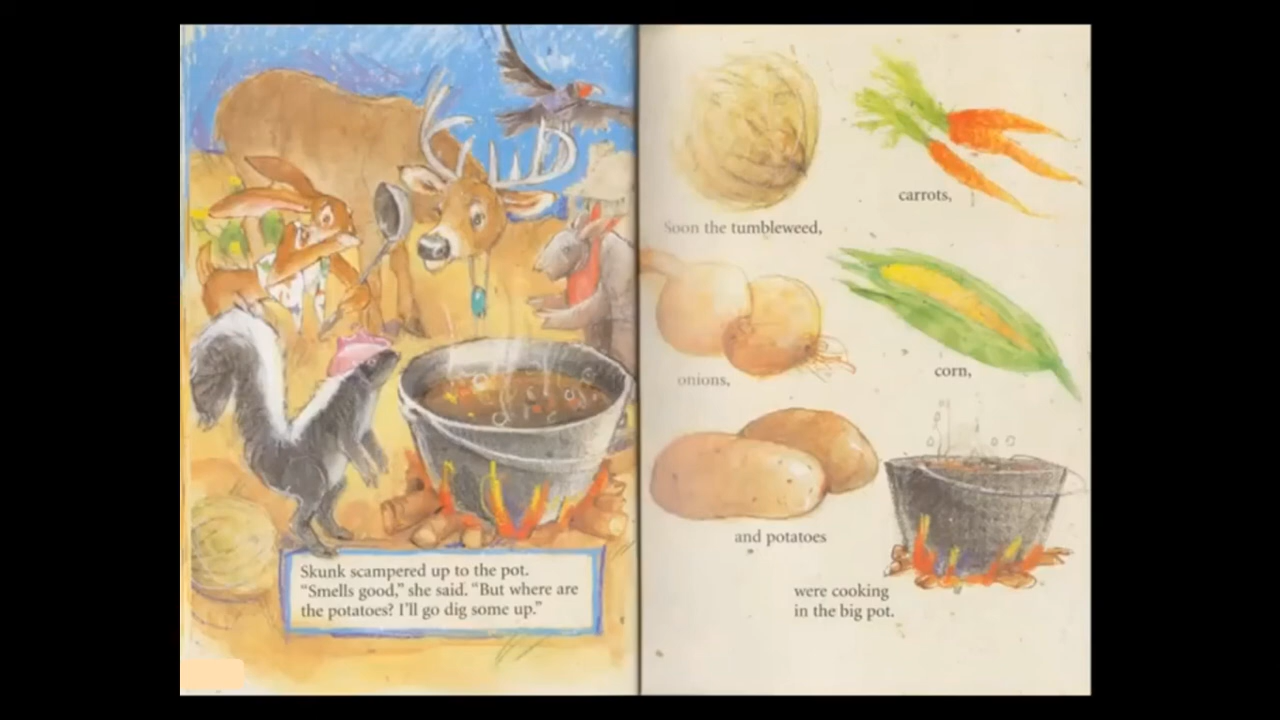 Skunk scampered up to the pot.
“Smells good,” she said. “But where are
the potatoes? I’ll go dig some up.”
Soon the tumbleweed,
carrots,
onions,
corn,
and potatoes
were cooking
in the big pot.